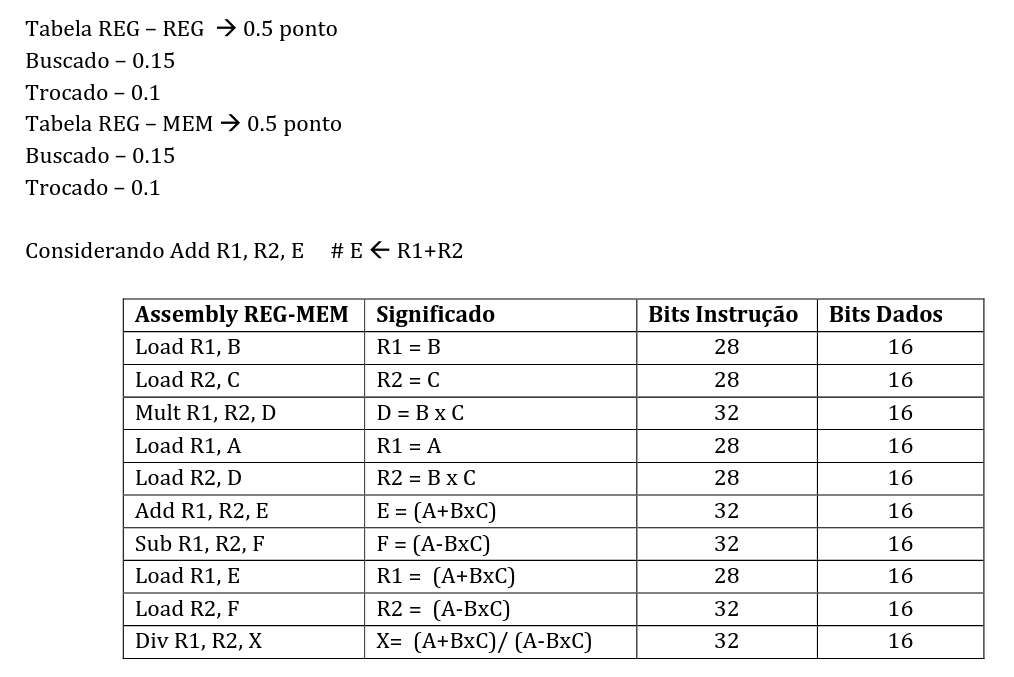 Tabela REG – REG → 0.5 ponto
Buscado – 0.15
Trocado – 0.1
Tabela REG – MEM → 0.5 ponto
Buscado – 0.15
Trocado – 0.1
Considerando Add R1, R2, E # E ← R1+R2
Assembly REG-MEM Significado Bits Instrução Bits Dados
Load R1, B R1 = B 28 16
Load R2, C R2 = C 28 16
Mult R1, R2, D D = B x C 32 16
Load R1, A R1 = A 28 16
Load R2, D R2 = B x C 28 16
Add R1, R2, E E = (A+BxC) 32 16
Sub R1, R2, F F = (A-BxC) 32 16
Load R1, E R1 = (A+BxC) 28 16
Load R2, F R2 = (A-BxC) 32 16
Div R1, R2, X X= (A+BxC)/ (A-BxC) 32 16